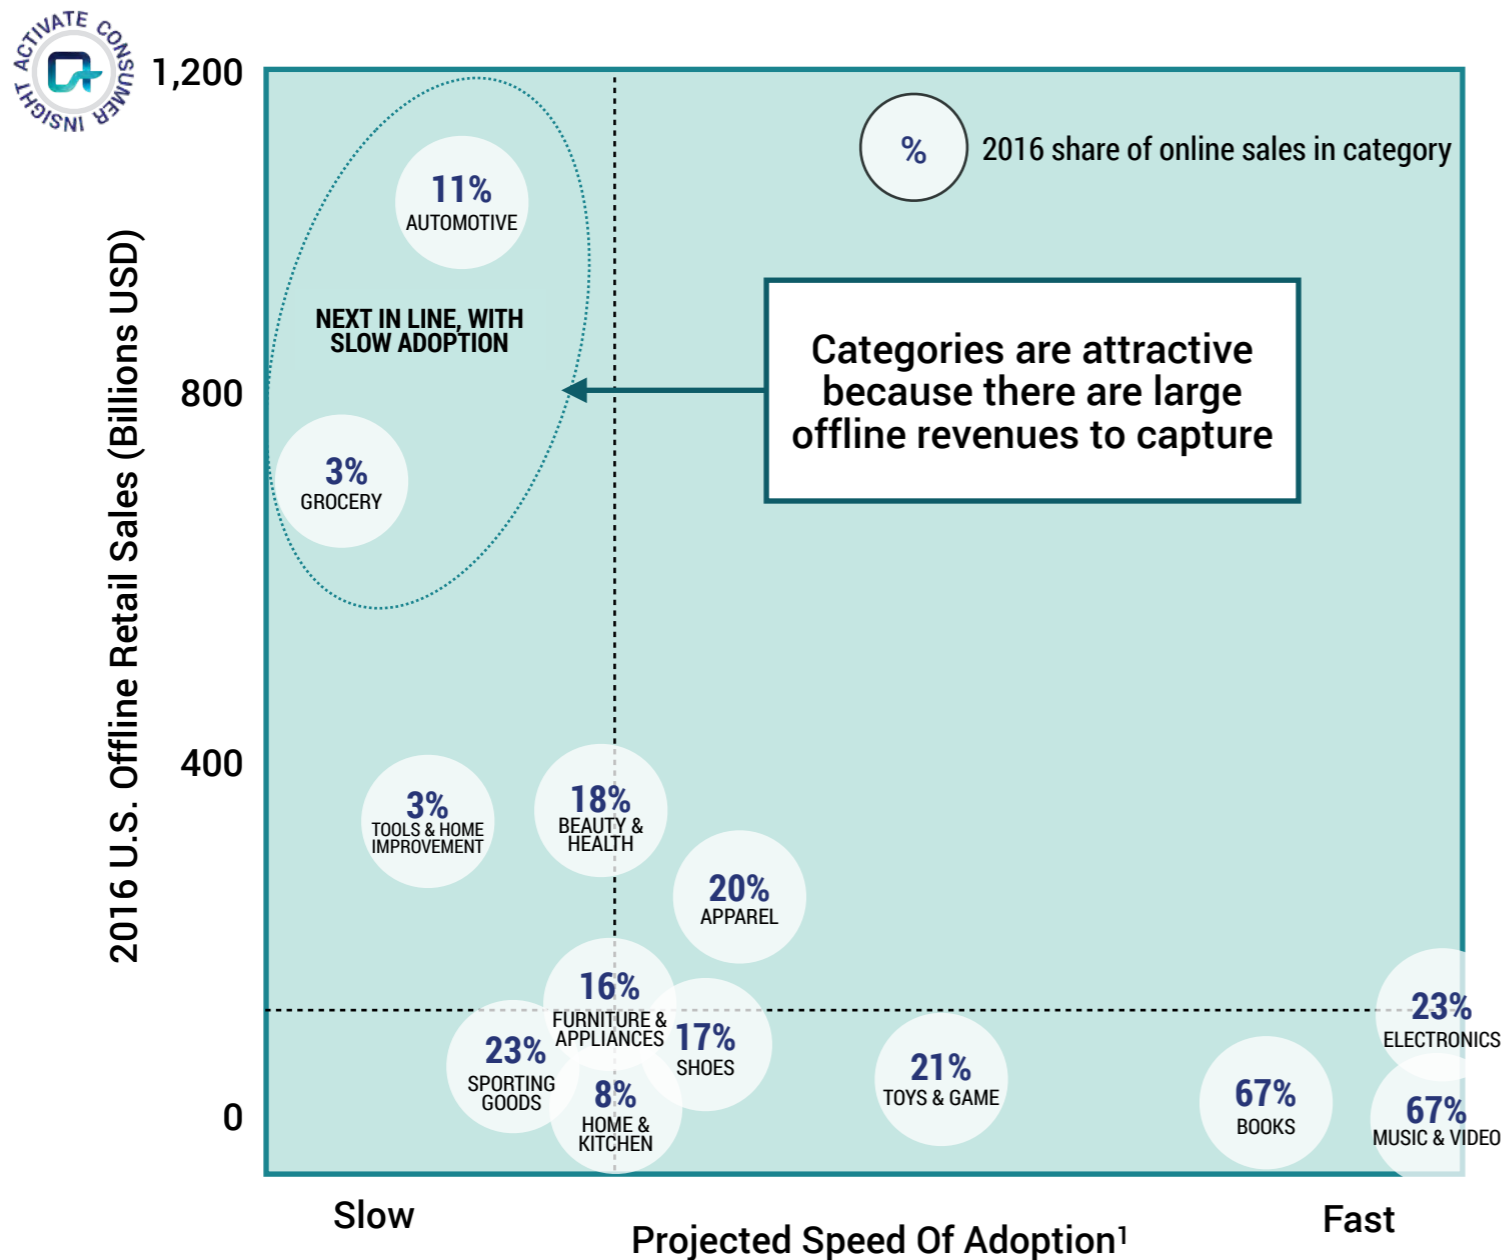 ACTIVATE CONSUMER INSIGHT
1,200
800
400
0
2016 U.S. Offline Retail Sales (Billions USD)
%
2016 share of online sales in category
11%
AUTOMOTIVE
NEXT IN LINE, WITH
SLOW ADOPTION
Categories are attractive
because there are large
offline revenues to capture
3%
GROCERY
3%
TOOLS & HOME
IMPROVEMENT
18%
BEAUTY &
HEALTH
20%
APPAREL
16%
FURNITURE &
APPLIANCES
23%
SPORTING
GOODS
17%
SHOES
8%
HOME &
KITCHEN
21%
TOYS & GAME
67%
BOOKS
23%
ELECTRONICS
67%
MUSIC & VIDEO
Slow
Projected Speed Of Adoption¹
Fast